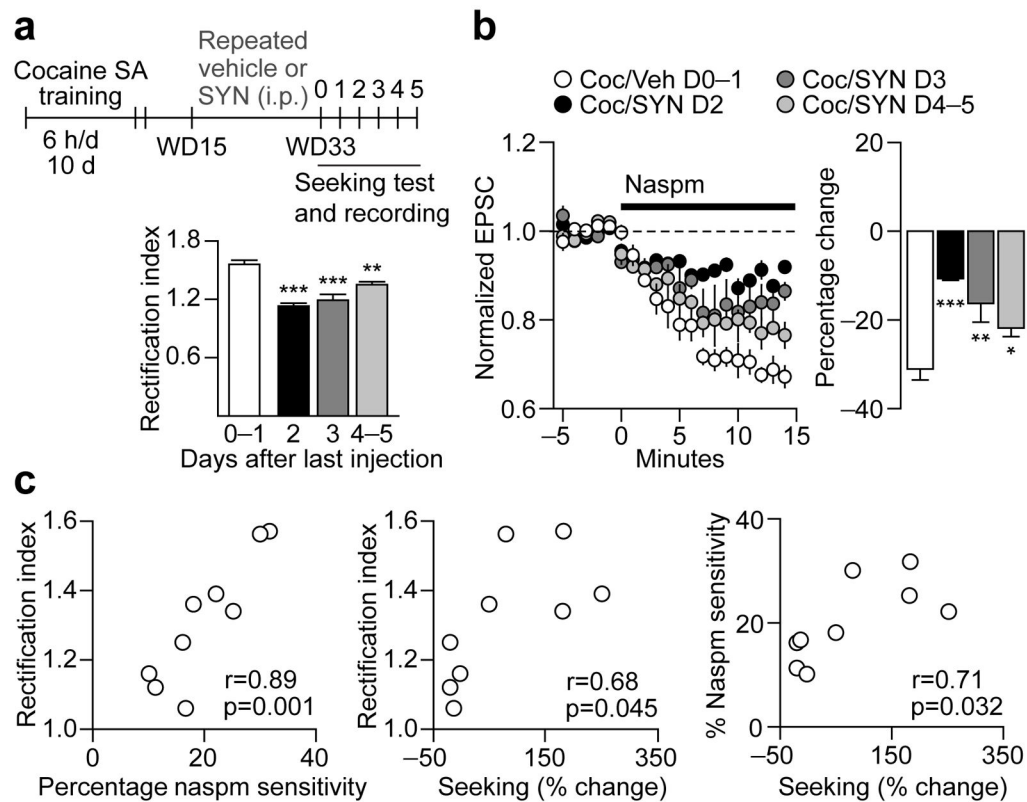 a
Cocaine SA
training
Repeated
vehicle or
SYN (i.p.)
0 1 2 3 4 5
6 h/d
10 d
WD15
WD33
Seeking test
and recording
Rectification index
1.8
1.2
0.6
***
***
**
0–1 2 3 4–5
Days after last injection
b
Coc/Veh D0–1
Coc/SYN D3
Coc/SYN D2
Coc/SYN D4–5
Normalized EPSC
1.2
1.0
0.8
0.6
Naspm
–5 0 5 10 15
Minutes
Percentage change
20
0
–20
–40
***
**
*
c
Rectification index
1.6
1.4
1.2
1.0
r=0.89
p=0.001
0 20 40
Percentage naspm sensitivity
Rectification index
1.6
1.4
1.2
1.0
r=0.68
p=0.045
–50 150 350
Seeking (% change)
% Naspm sensitivity
40
20
0
r=0.71
p=0.032
–50 150 350
Seeking (% change)